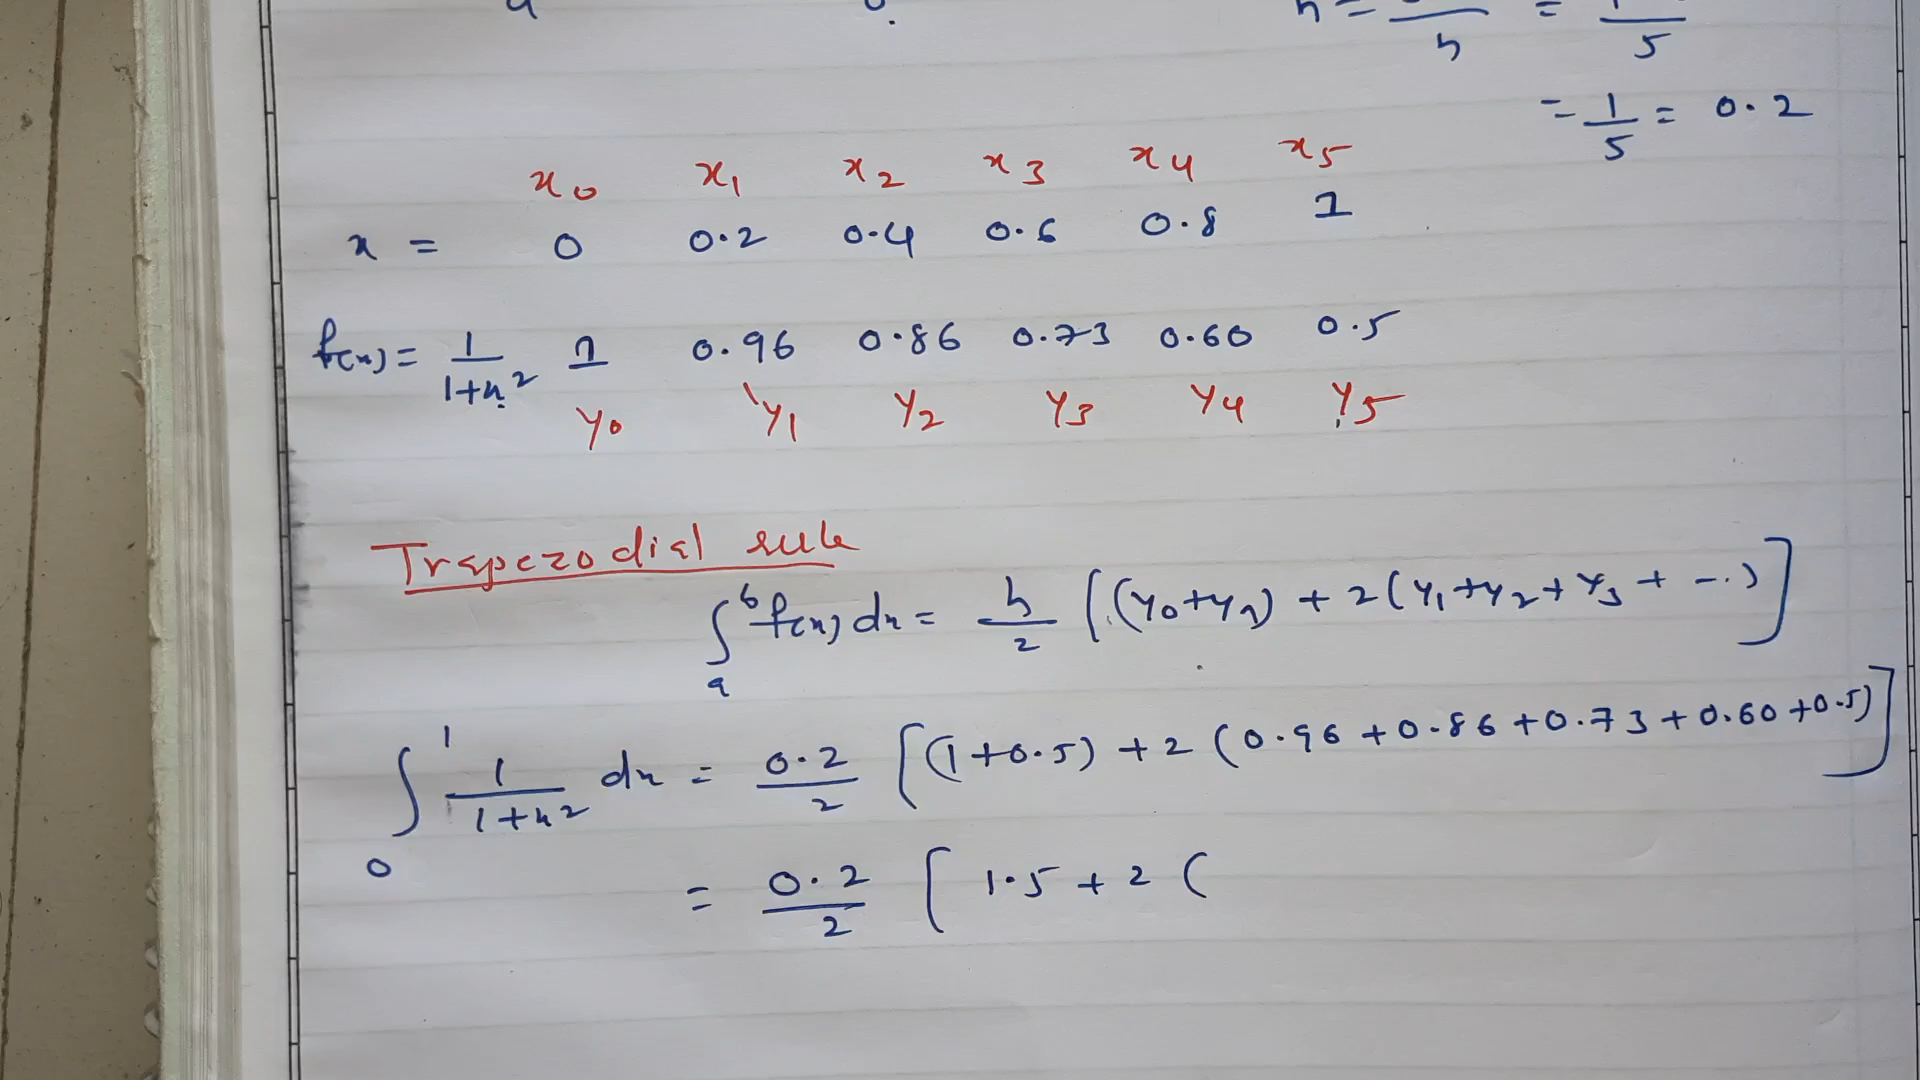 h = — = —
h 5
= 1/5 = 0.2
x0 x1 x2 x3 x4 x5
x = 0 0.2 0.4 0.6 0.8 1
f(x) = 1/1+x² 1 0.96 0.86 0.73 0.60 0.5
y0 y1 y2 y3 y4 y5
Trapezodial rule
∫ₐᵇ f(x) dx = h/2 [(y0+yn) + 2(y1+y2+y3+ -..)]
∫₀¹ 1/1+x² dx = 0.2/2 [(1+0.5) + 2(0.96+0.86+0.73+0.60+0.5)]
= 0.2/2 [1.5 + 2(